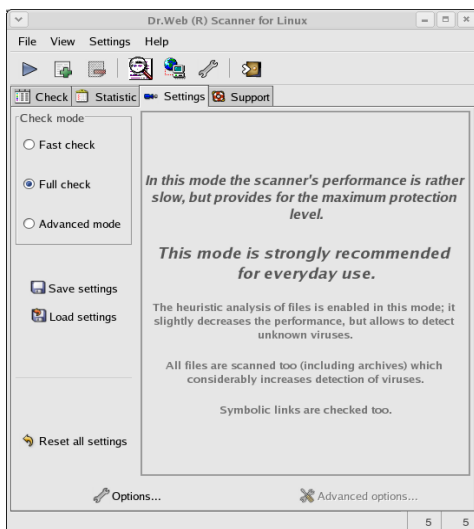 Dr.Web (R) Scanner for Linux
File View Settings Help
Check Statistic Settings Support
Check mode
Fast check
Full check
Advanced mode
Save settings
Load settings
Reset all settings
In this mode the scanner's performance is rather
slow, but provides for the maximum protection
level.
This mode is strongly recommended
for everyday use.
The heuristic analysis of files is enabled in this mode; it
slightly decreases the performance, but allows to detect
unknown viruses.
All files are scanned too (including archives) which
considerably increases detection of viruses.
Symbolic links are checked too.
Options... Advanced options...
5 5